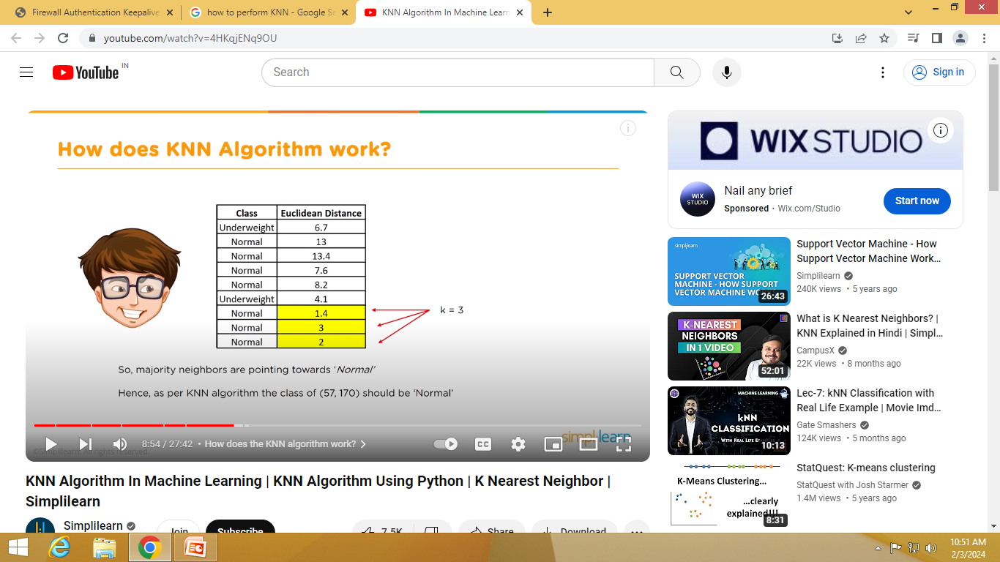 Firewall Authentication Keepalive
how to perform KNN - Google Se
KNN Algorithm In Machine Learn
youtube.com/watch?v=4HKqjENq9OU
YouTube IN
Search
Sign in
How does KNN Algorithm work?
Class Euclidean Distance
Underweight 6.7
Normal 13
Normal 13.4
Normal 7.6
Normal 8.2
Underweight 4.1
Normal 1.4
Normal 3
Normal 2
k = 3
So, majority neighbors are pointing towards 'Normal'
Hence, as per KNN algorithm the class of (57, 170) should be 'Normal'
8:54 / 27:42 • How does the KNN algorithm work?
CC
simplilearn
©Simplilearn. All rights reserved.
KNN Algorithm In Machine Learning | KNN Algorithm Using Python | K Nearest Neighbor |
Simplilearn
Simplilearn
Join
Subscribe
7.5K
Share
Download
WIX STUDIO
WIX
STUDIO
Nail any brief
Sponsored · Wix.com/Studio
Start now
simplilearn
SUPPORT VECTOR
MACHINE - HOW SUPPORT
VECTOR MACHINE WO
26:43
Support Vector Machine - How
Support Vector Machine Work...
Simplilearn
240K views • 5 years ago
K-NEAREST
NEIGHBORS
IN 1 VIDEO
52:01
What is K Nearest Neighbors? |
KNN Explained in Hindi | Simpl...
CampusX
22K views • 8 months ago
MACHINE LEARNING
kNN
CLASSIFICATION
WITH REAL LIFE
10:13
Lec-7: kNN Classification with
Real Life Example | Movie Imd...
Gate Smashers
124K views • 5 months ago
K-Means Clustering...
...clearly
explained!!!
8:31
StatQuest: K-means clustering
StatQuest with Josh Starmer
1.4M views • 5 years ago
10:51 AM
2/3/2024